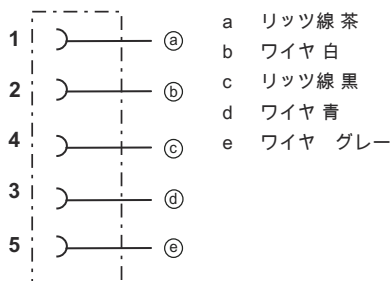 1 ⓐ
2 ⓑ
4 ⓒ
3 ⓓ
5 ⓔ
a リッツ線 茶
b ワイヤ 白
c リッツ線 黒
d ワイヤ 青
e ワイヤ　グレー